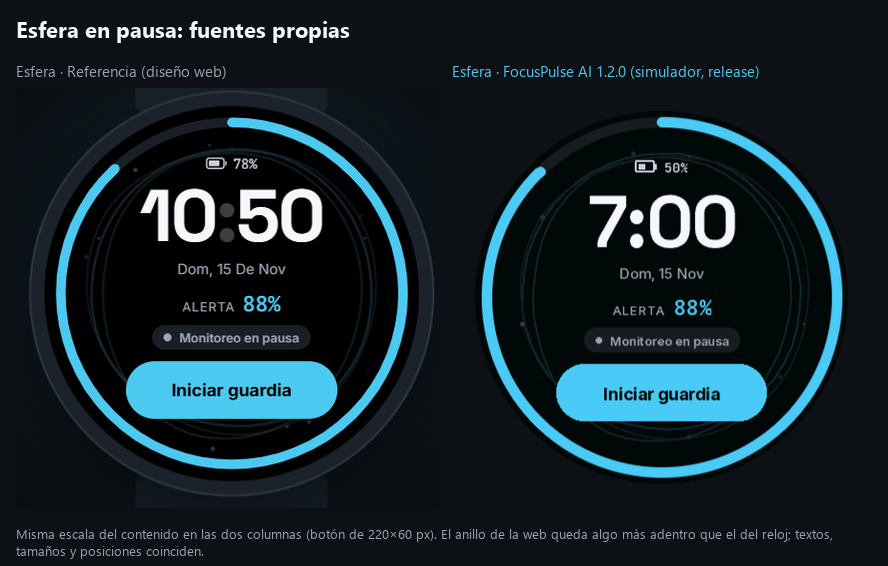 Esfera en pausa: fuentes propias
Esfera · Referencia (diseño web)
78%
10:50
Dom, 15 De Nov
ALERTA 88%
Monitoreo en pausa
Iniciar guardia
Esfera · FocusPulse AI 1.2.0 (simulador, release)
50%
7:00
Dom, 15 Nov
ALERTA 88%
Monitoreo en pausa
Iniciar guardia
Misma escala del contenido en las dos columnas (botón de 220×60 px). El anillo de la web queda algo más adentro que el del reloj; textos,
tamaños y posiciones coinciden.